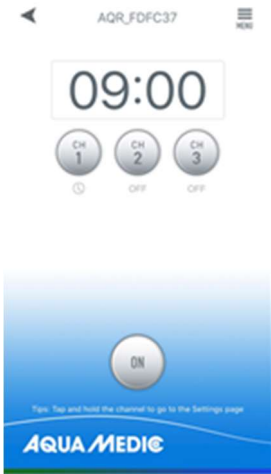 AQR_FDFC37
MENU
09:00
CH 1
CH 2
CH 3
OFF
OFF
ON
Tips: Tap and hold the channel to go to the Settings page
AQUA MEDIC